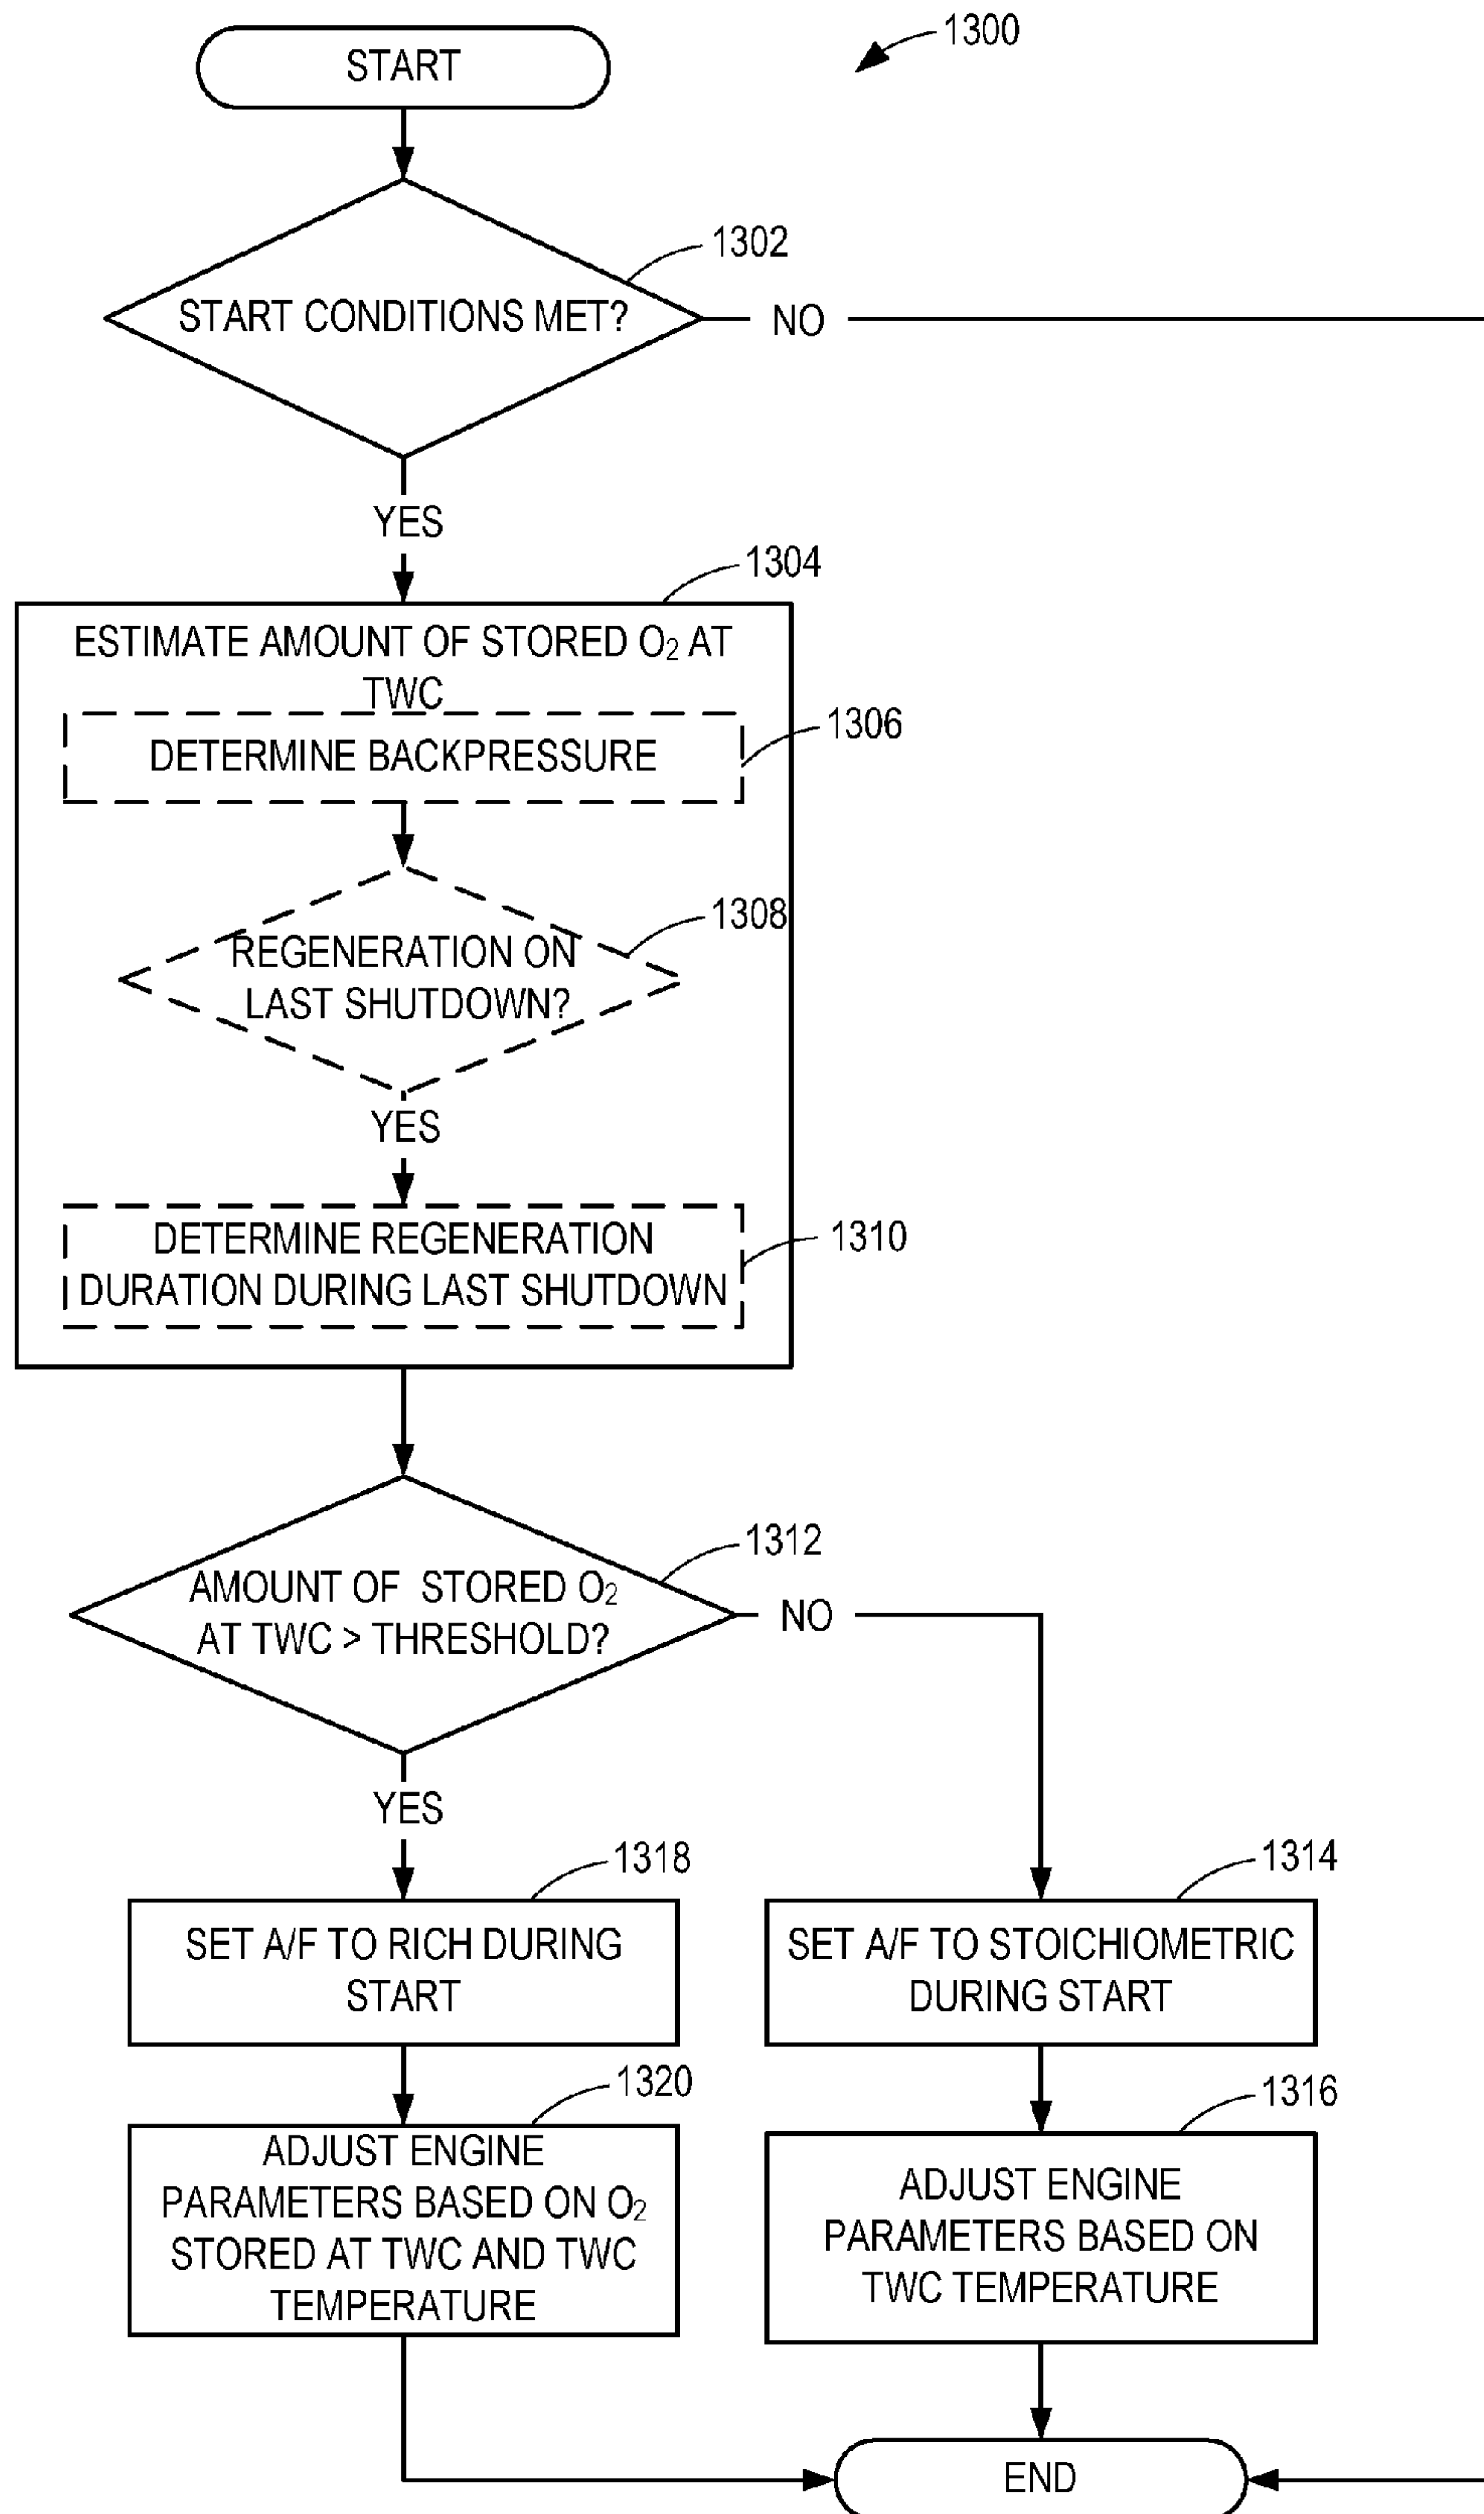 START
1300
1302
START CONDITIONS MET?
NO
YES
1304
ESTIMATE AMOUNT OF STORED O₂ AT
TWC
1306
DETERMINE BACKPRESSURE
1308
REGENERATION ON
LAST SHUTDOWN?
YES
1310
DETERMINE REGENERATION
DURATION DURING LAST SHUTDOWN
1312
AMOUNT OF STORED O₂
AT TWC > THRESHOLD?
NO
YES
1318
SET A/F TO RICH DURING
START
1314
SET A/F TO STOICHIOMETRIC
DURING START
1320
ADJUST ENGINE
PARAMETERS BASED ON O₂
STORED AT TWC AND TWC
TEMPERATURE
1316
ADJUST ENGINE
PARAMETERS BASED ON
TWC TEMPERATURE
END